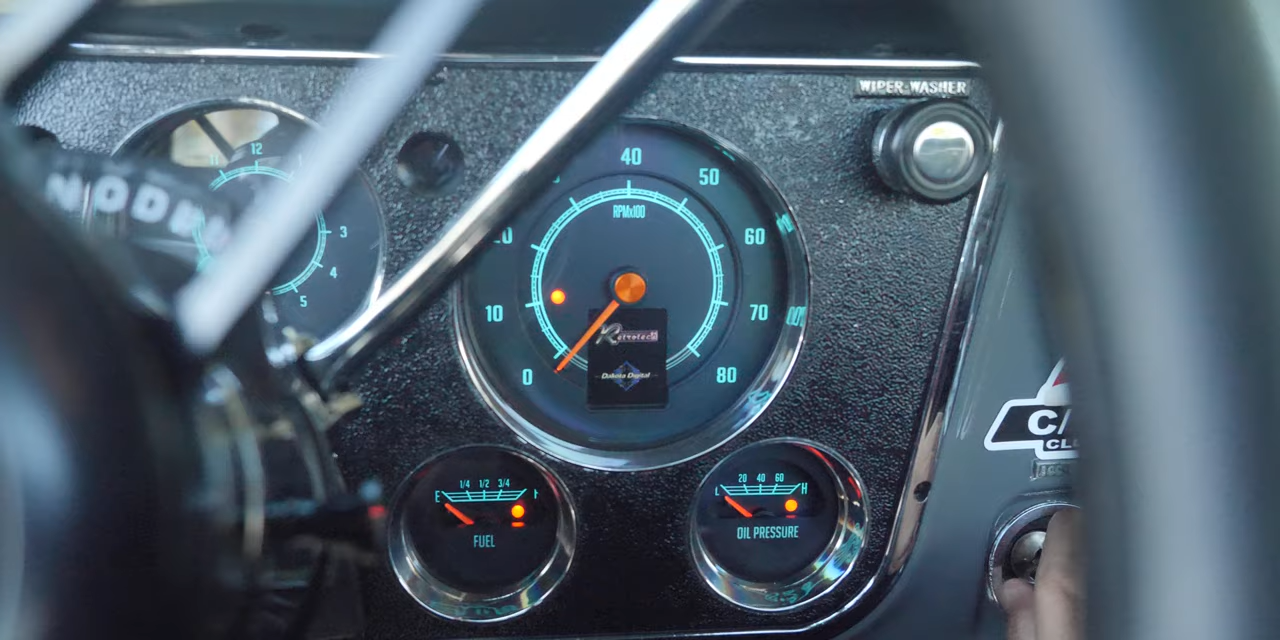 WIPER-WASHER
11
12
3
4
5
40
50
60
70
80
10
0
RPMx100
Retrotech
Dakota Digital
E
1/4 1/2 3/4
FUEL
L
20 40 60
H
OIL PRESSURE